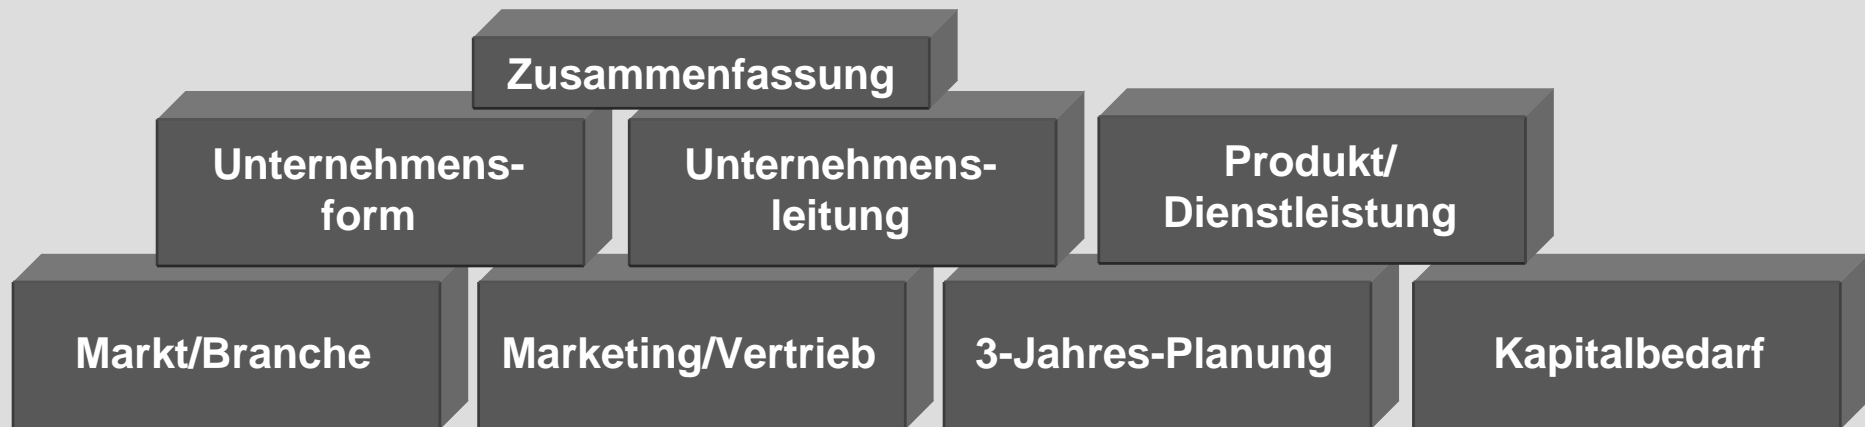 Zusammenfassung
Unternehmens-
form
Unternehmens-
leitung
Produkt/
Dienstleistung
Markt/Branche
Marketing/Vertrieb
3-Jahres-Planung
Kapitalbedarf